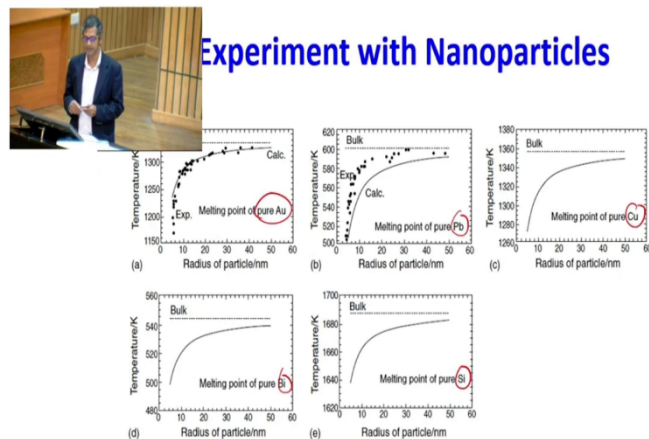 Experiment with Nanoparticles
Temperature/K
1300
1250
1200
1150
Calc.
Exp.
Melting point of pure Au
0 10 20 30 40 50 60
(a)
Radius of particle/nm
Temperature/K
620
600
580
560
540
520
500
Bulk
Exp.
Calc.
Melting point of pure Pb
0 10 20 30 40 50 60
(b)
Radius of particle/nm
Temperature/K
1380
1360
1340
1320
1300
1280
1260
Bulk
Melting point of pure Cu
0 10 20 30 40 50 60
(c)
Radius of particle/nm
Temperature/K
560
540
520
500
480
Bulk
Melting point of pure Bi
0 10 20 30 40 50 60
(d)
Radius of particle/nm
Temperature/K
1700
1680
1660
1640
1620
Bulk
Melting point of pure Si
0 10 20 30 40 50 60
(e)
Radius of particle/nm